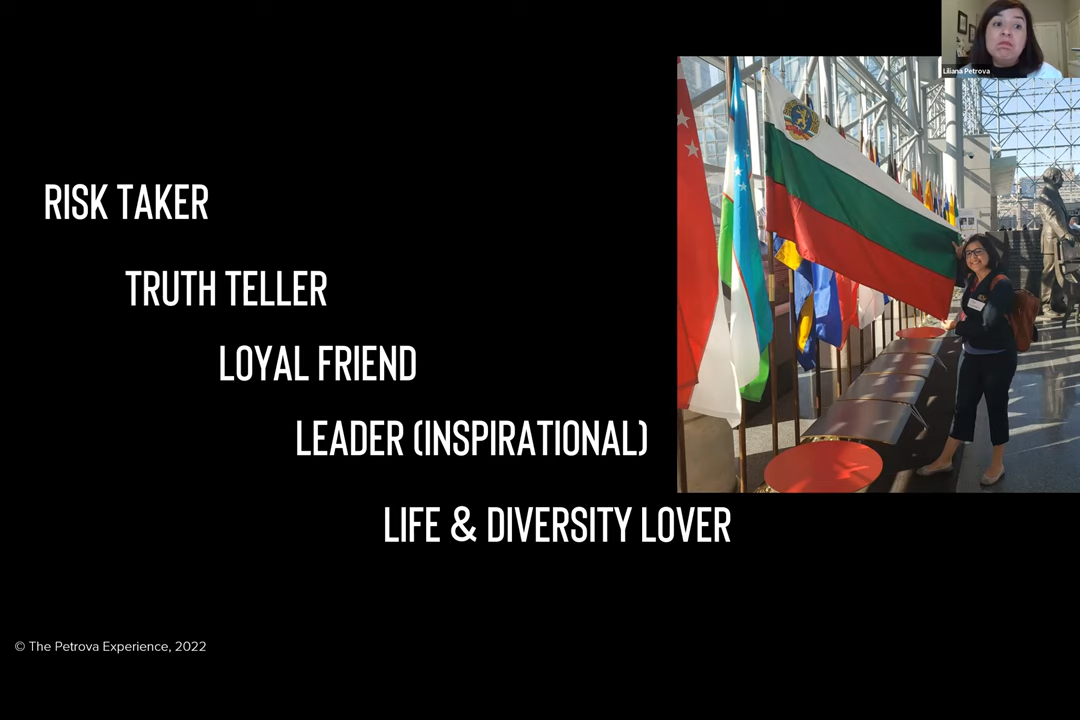 Liliana Petrova
RISK TAKER
TRUTH TELLER
LOYAL FRIEND
LEADER (INSPIRATIONAL)
LIFE & DIVERSITY LOVER
© The Petrova Experience, 2022